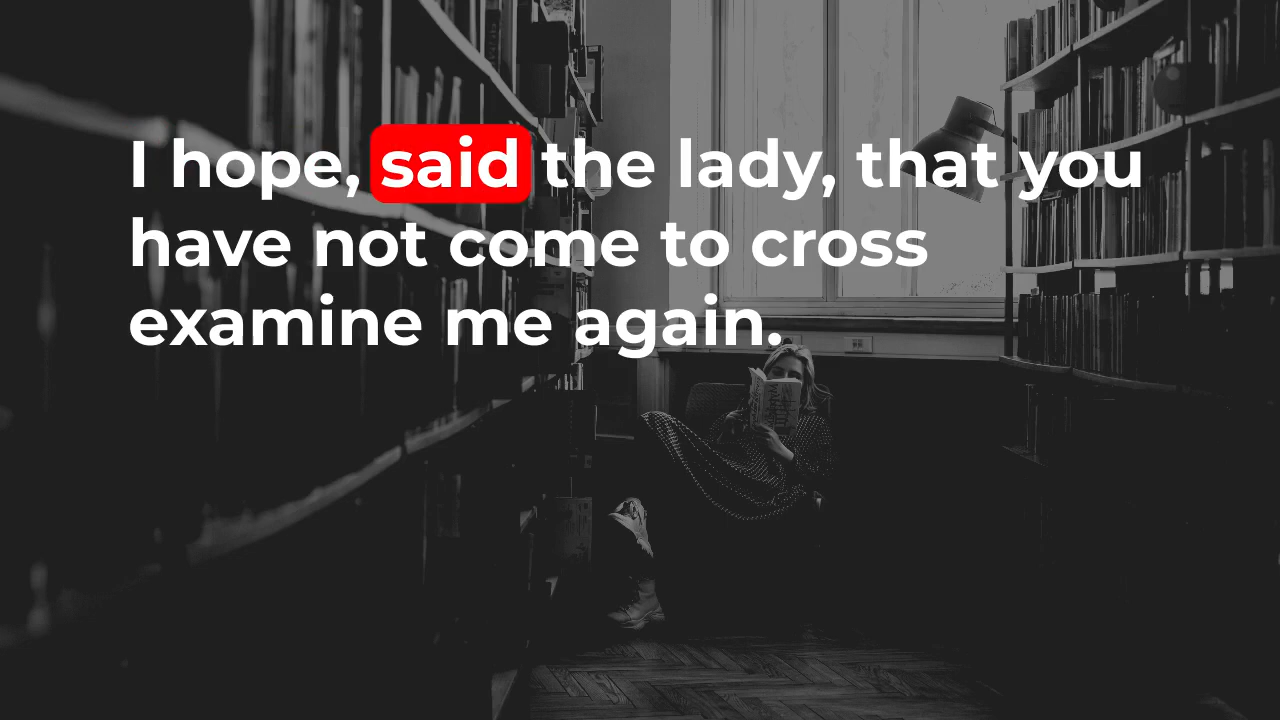 I hope, said the lady, that you
have not come to cross
examine me again.